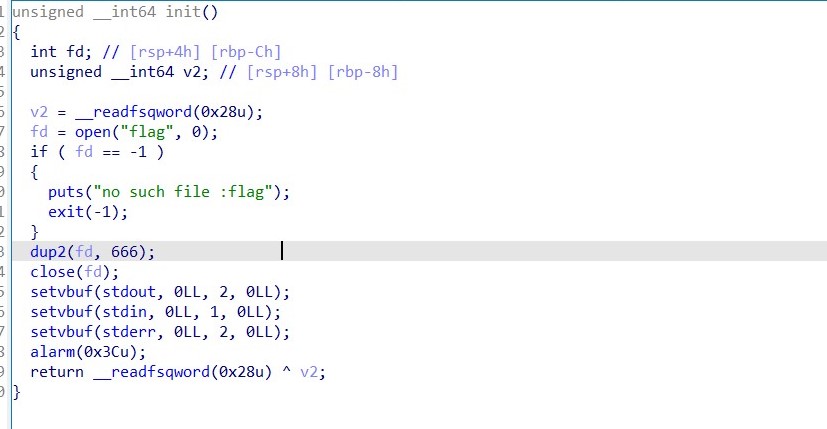 1 unsigned __int64 init()
2 {
3 int fd; // [rsp+4h] [rbp-Ch]
4 unsigned __int64 v2; // [rsp+8h] [rbp-8h]
5
6 v2 = __readfsqword(0x28u);
7 fd = open("flag", 0);
8 if ( fd == -1 )
9 {
0 puts("no such file :flag");
1 exit(-1);
2 }
3 dup2(fd, 666);
4 close(fd);
5 setvbuf(stdout, 0LL, 2, 0LL);
6 setvbuf(stdin, 0LL, 1, 0LL);
7 setvbuf(stderr, 0LL, 2, 0LL);
8 alarm(0x3Cu);
9 return __readfsqword(0x28u) ^ v2;
0 }